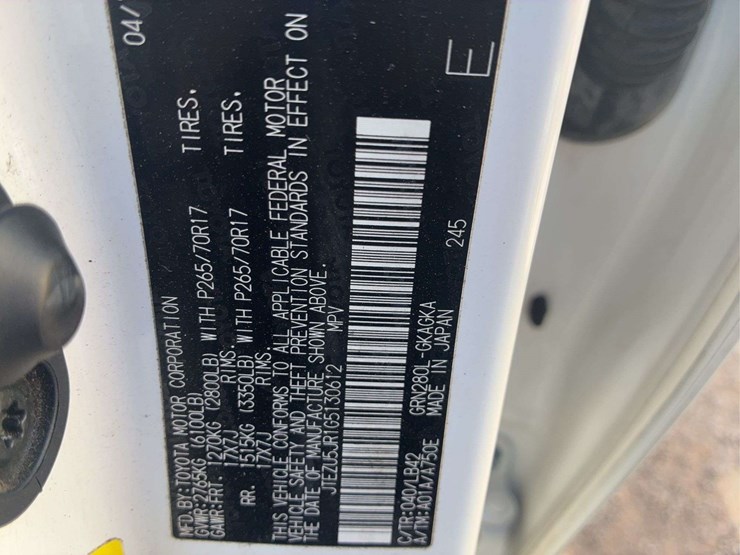 MFD. BY: TOYOTA MOTOR CORPORATION 04/
GVWR: 2765KG (6100LB)
GAWR: FRT. 1270KG (2800LB) WITH P265/70R17 TIRES,
17X7J RIMS.
RR. : 1515KG (3350LB) WITH P265/70R17 TIRES,
17X7J RIMS.
THIS VEHICLE CONFORMS TO ALL APPLICABLE FEDERAL MOTOR
VEHICLE SAFETY AND THEFT PREVENTION STANDARDS IN EFFECT ON
THE DATE OF MANUFACTURE SHOWN ABOVE.
JTEZU5JR1G5130612 MPV
C/TR:040/LB42 GRN280L -GKAGKA
A/TM:A01A/A750E MADE IN JAPAN
245
E